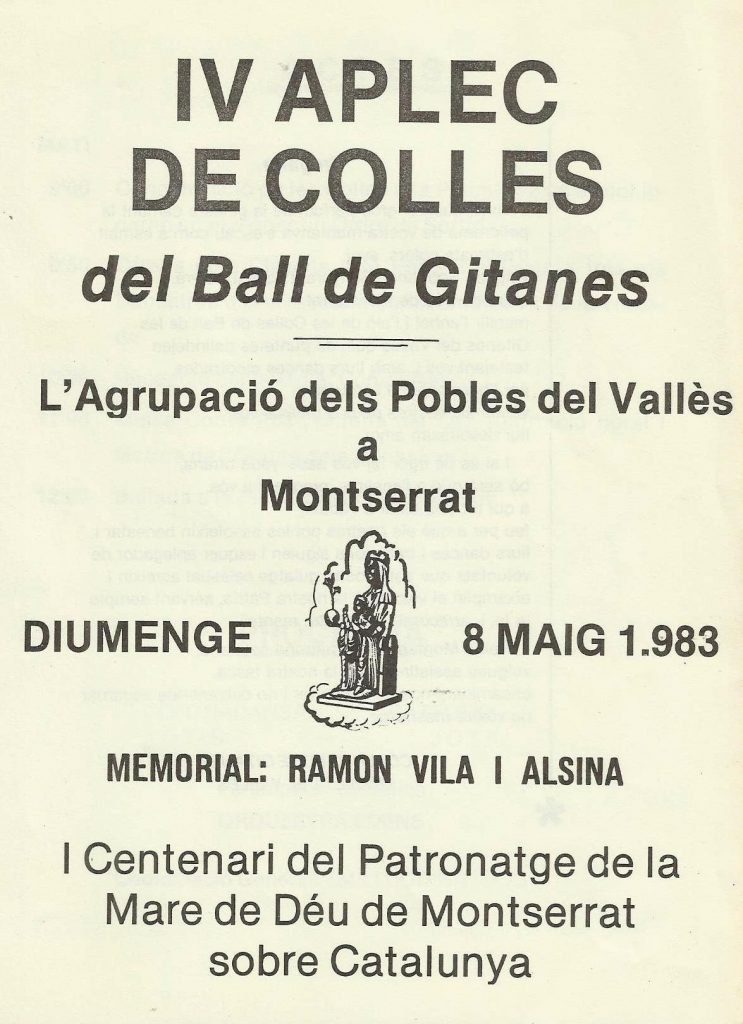 IV APLEC
DE COLLES
del Ball de Gitanes
L'Agrupació dels Pobles del Vallès
a
Montserrat
DIUMENGE 8 MAIG 1.983
MEMORIAL: RAMON VILA I ALSINA
I Centenari del Patronatge de la
Mare de Déu de Montserrat
sobre Catalunya